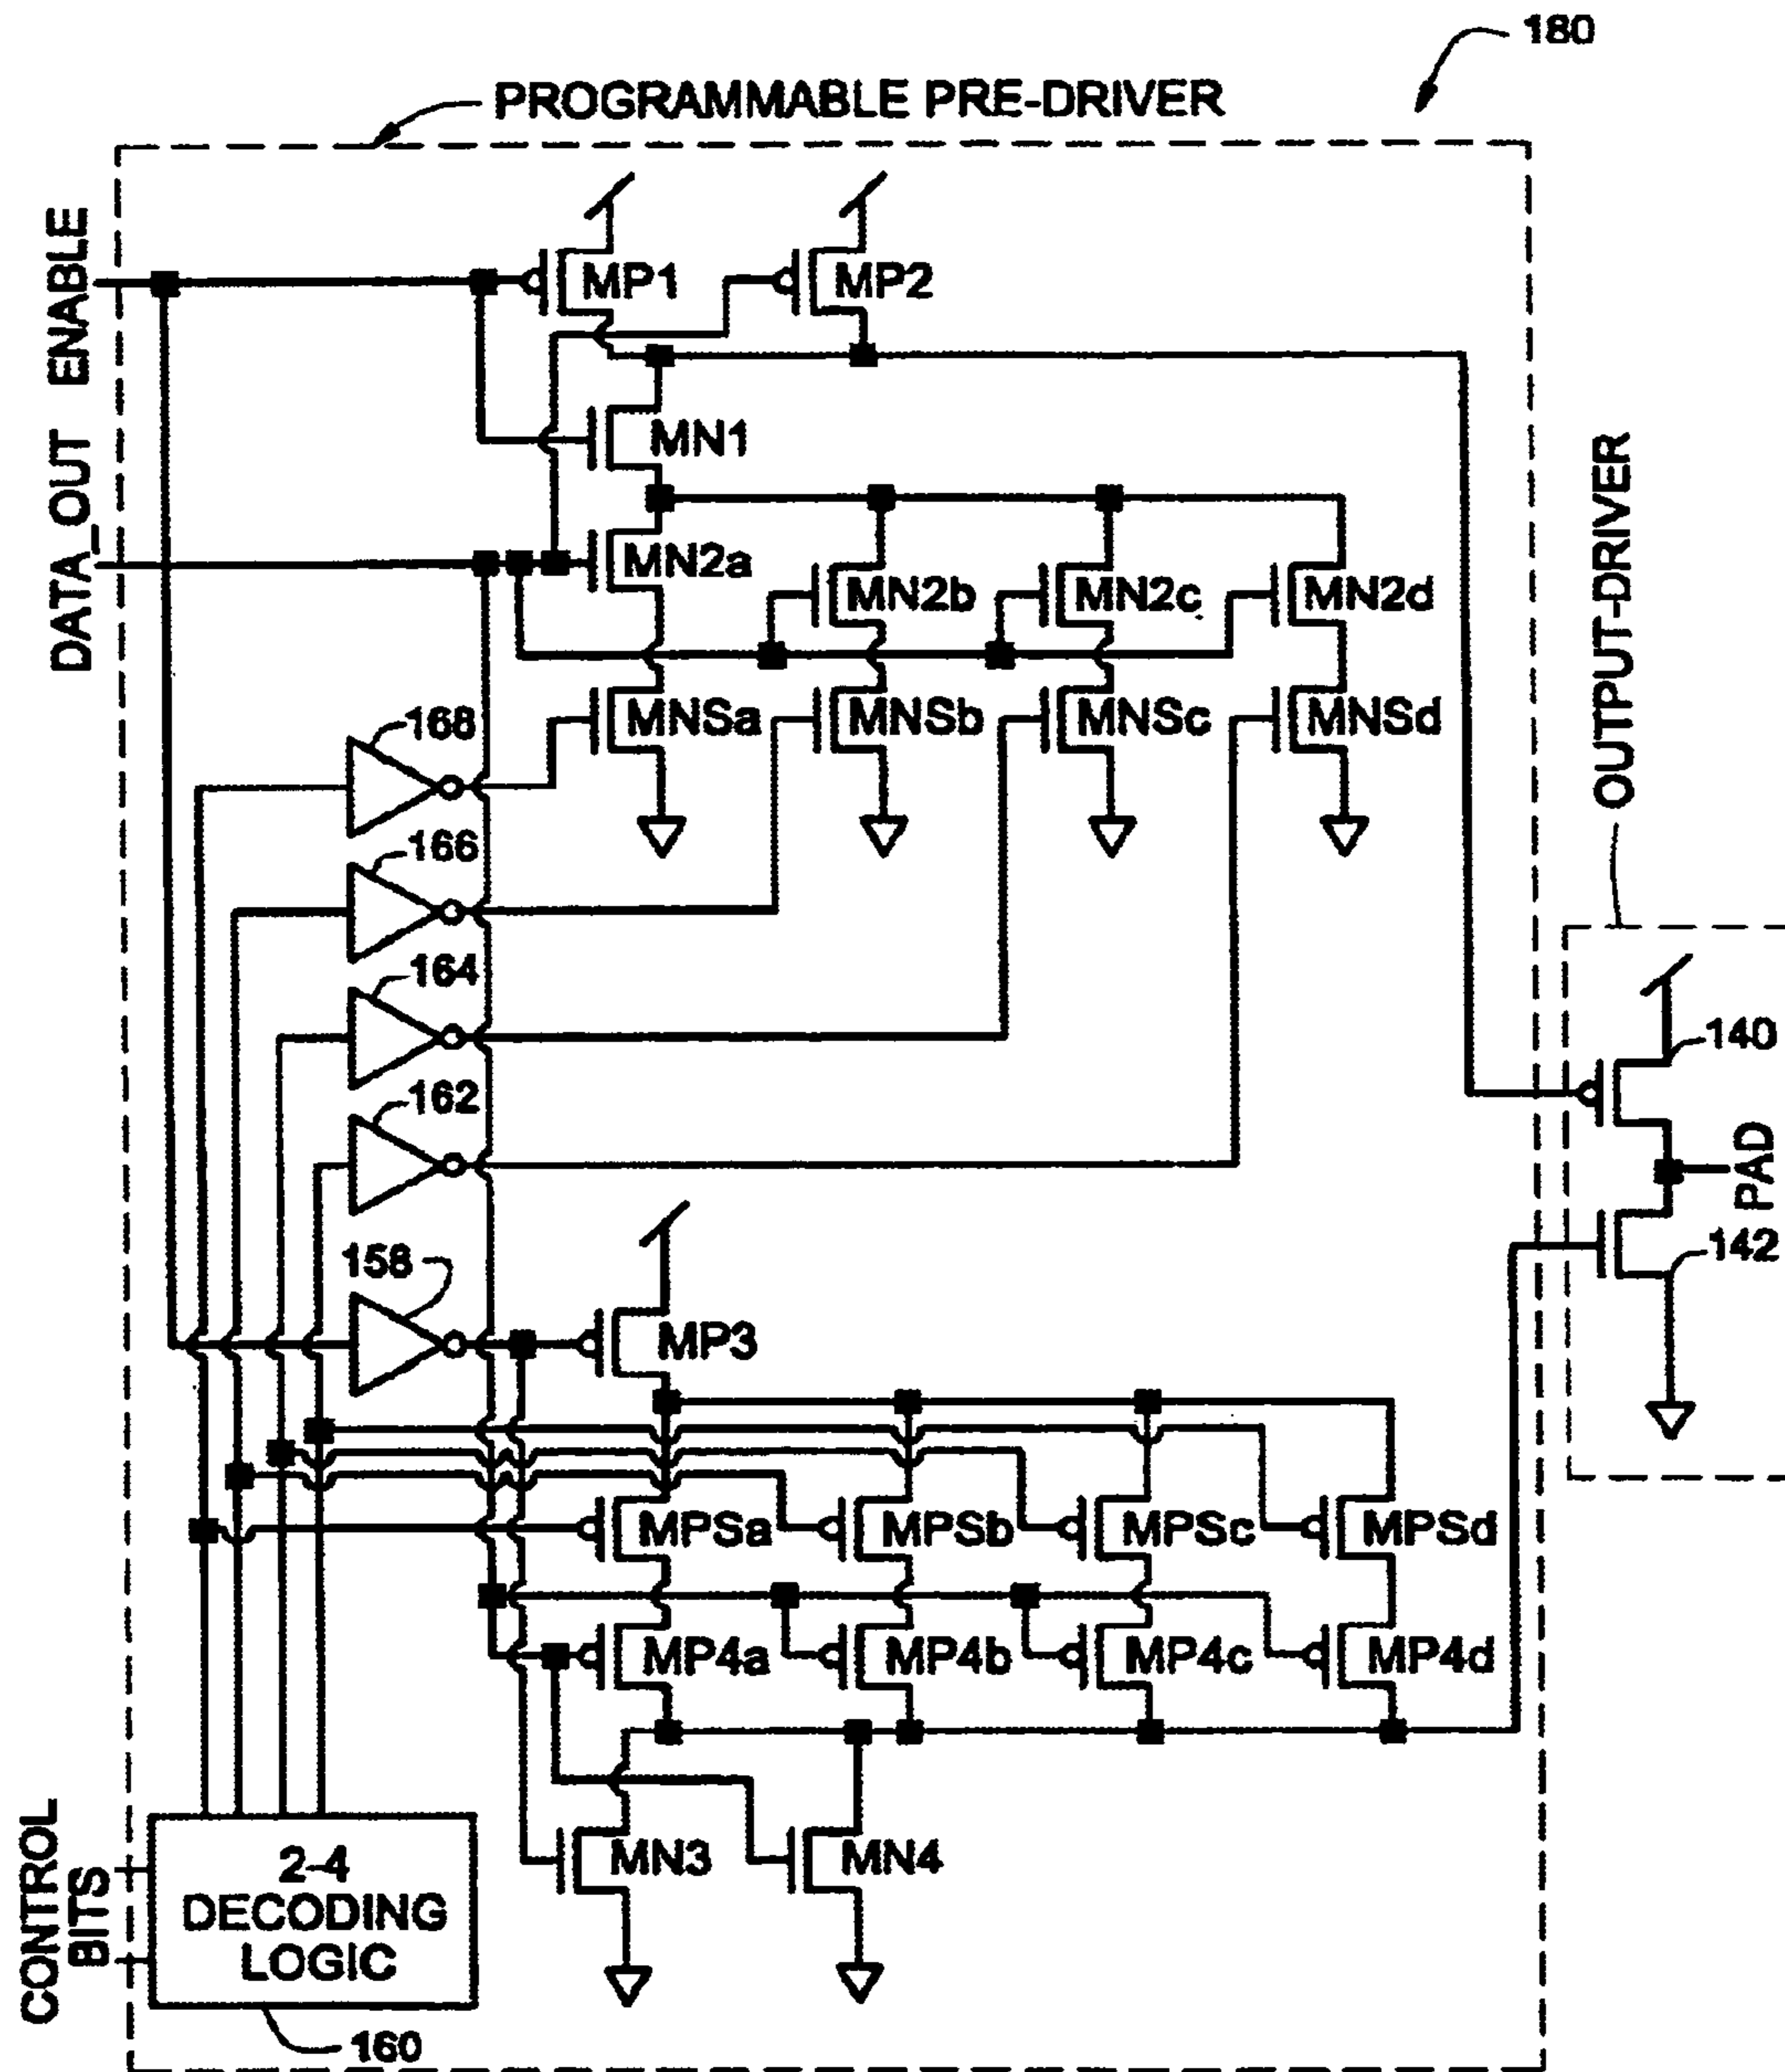 180
PROGRAMMABLE PRE-DRIVER
ENABLE
DATA_OUT
MP1
MP2
MN1
MN2a
MN2b
MN2c
MN2d
MNSa
MNSb
MNSc
MNSd
168
166
164
162
158
OUTPUT-DRIVER
140
PAD
142
MP3
MPSa
MPSb
MPSc
MPSd
MP4a
MP4b
MP4c
MP4d
MN3
MN4
CONTROL
BITS
2-4
DECODING
LOGIC
160